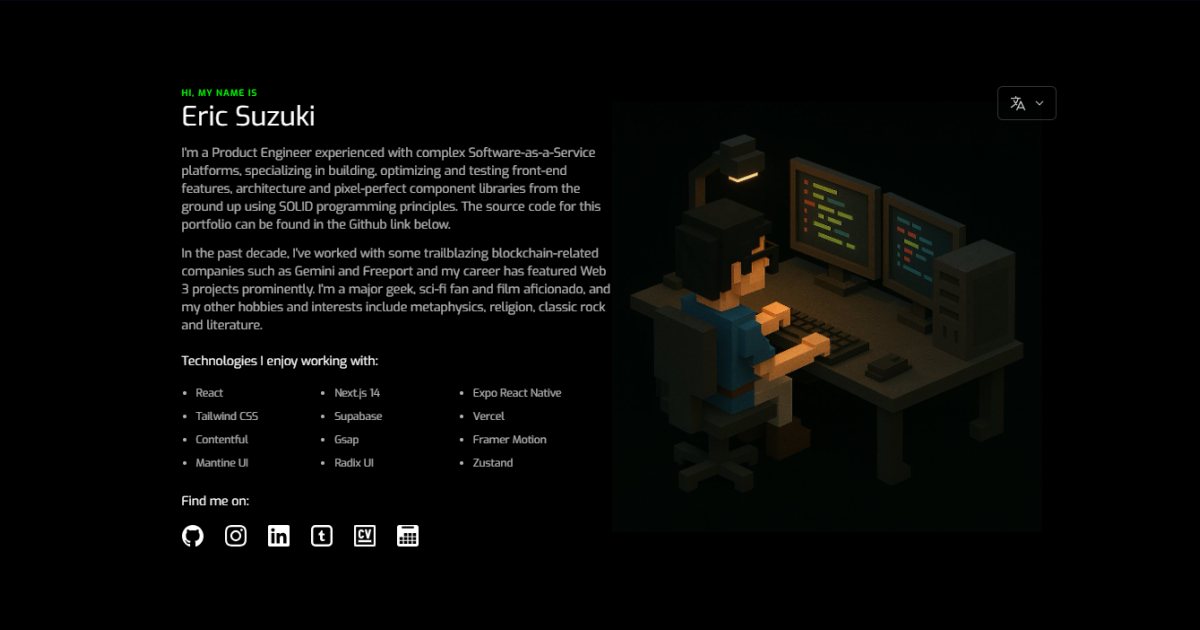 HI, MY NAME IS
Eric Suzuki
I'm a Product Engineer experienced with complex Software-as-a-Service
platforms, specializing in building, optimizing and testing front-end
features, architecture and pixel-perfect component libraries from the
ground up using SOLID programming principles. The source code for this
portfolio can be found in the Github link below.
In the past decade, I've worked with some trailblazing blockchain-related
companies such as Gemini and Freeport and my career has featured Web
3 projects prominently. I'm a major geek, sci-fi fan and film aficionado, and
my other hobbies and interests include metaphysics, religion, classic rock
and literature.
Technologies I enjoy working with:
React
Next.js 14
Expo React Native
Tailwind CSS
Supabase
Vercel
Contentful
Gsap
Framer Motion
Mantine UI
Radix UI
Zustand
Find me on:
in
t
CV